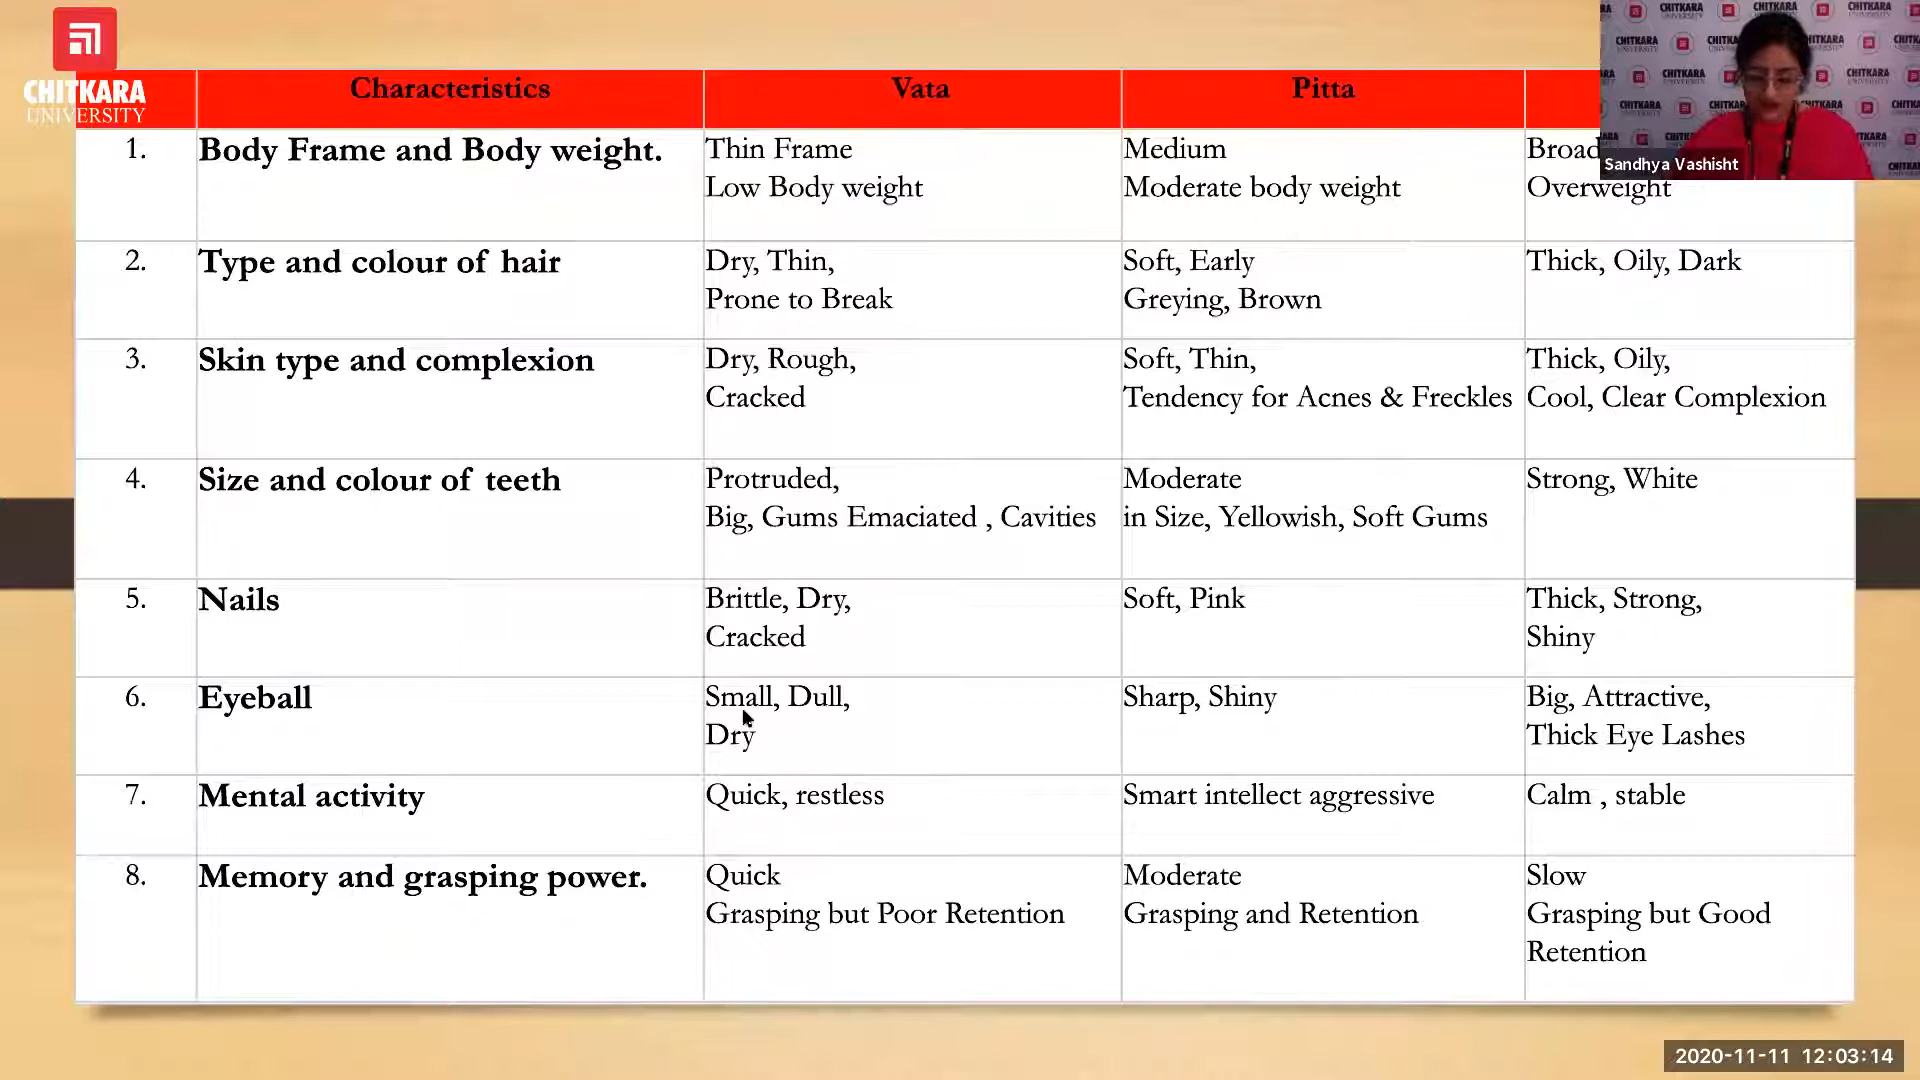 CHITKARA
UNIVERSITY
Characteristics Vata Pitta
1. Body Frame and Body weight. Thin Frame Medium Broad
Low Body weight Moderate body weight Overweight
2. Type and colour of hair Dry, Thin, Soft, Early Thick, Oily, Dark
Prone to Break Greying, Brown
3. Skin type and complexion Dry, Rough, Soft, Thin, Thick, Oily,
Cracked Tendency for Acnes & Freckles Cool, Clear Complexion
4. Size and colour of teeth Protruded, Moderate Strong, White
Big, Gums Emaciated , Cavities in Size, Yellowish, Soft Gums
5. Nails Brittle, Dry, Soft, Pink Thick, Strong,
Cracked Shiny
6. Eyeball Small, Dull, Sharp, Shiny Big, Attractive,
Dry Thick Eye Lashes
7. Mental activity Quick, restless Smart intellect aggressive Calm , stable
8. Memory and grasping power. Quick Moderate Slow
Grasping but Poor Retention Grasping and Retention Grasping but Good
Retention
Sandhya Vashisht
CHITKARA
UNIVERSITY
2020-11-11 12:03:14